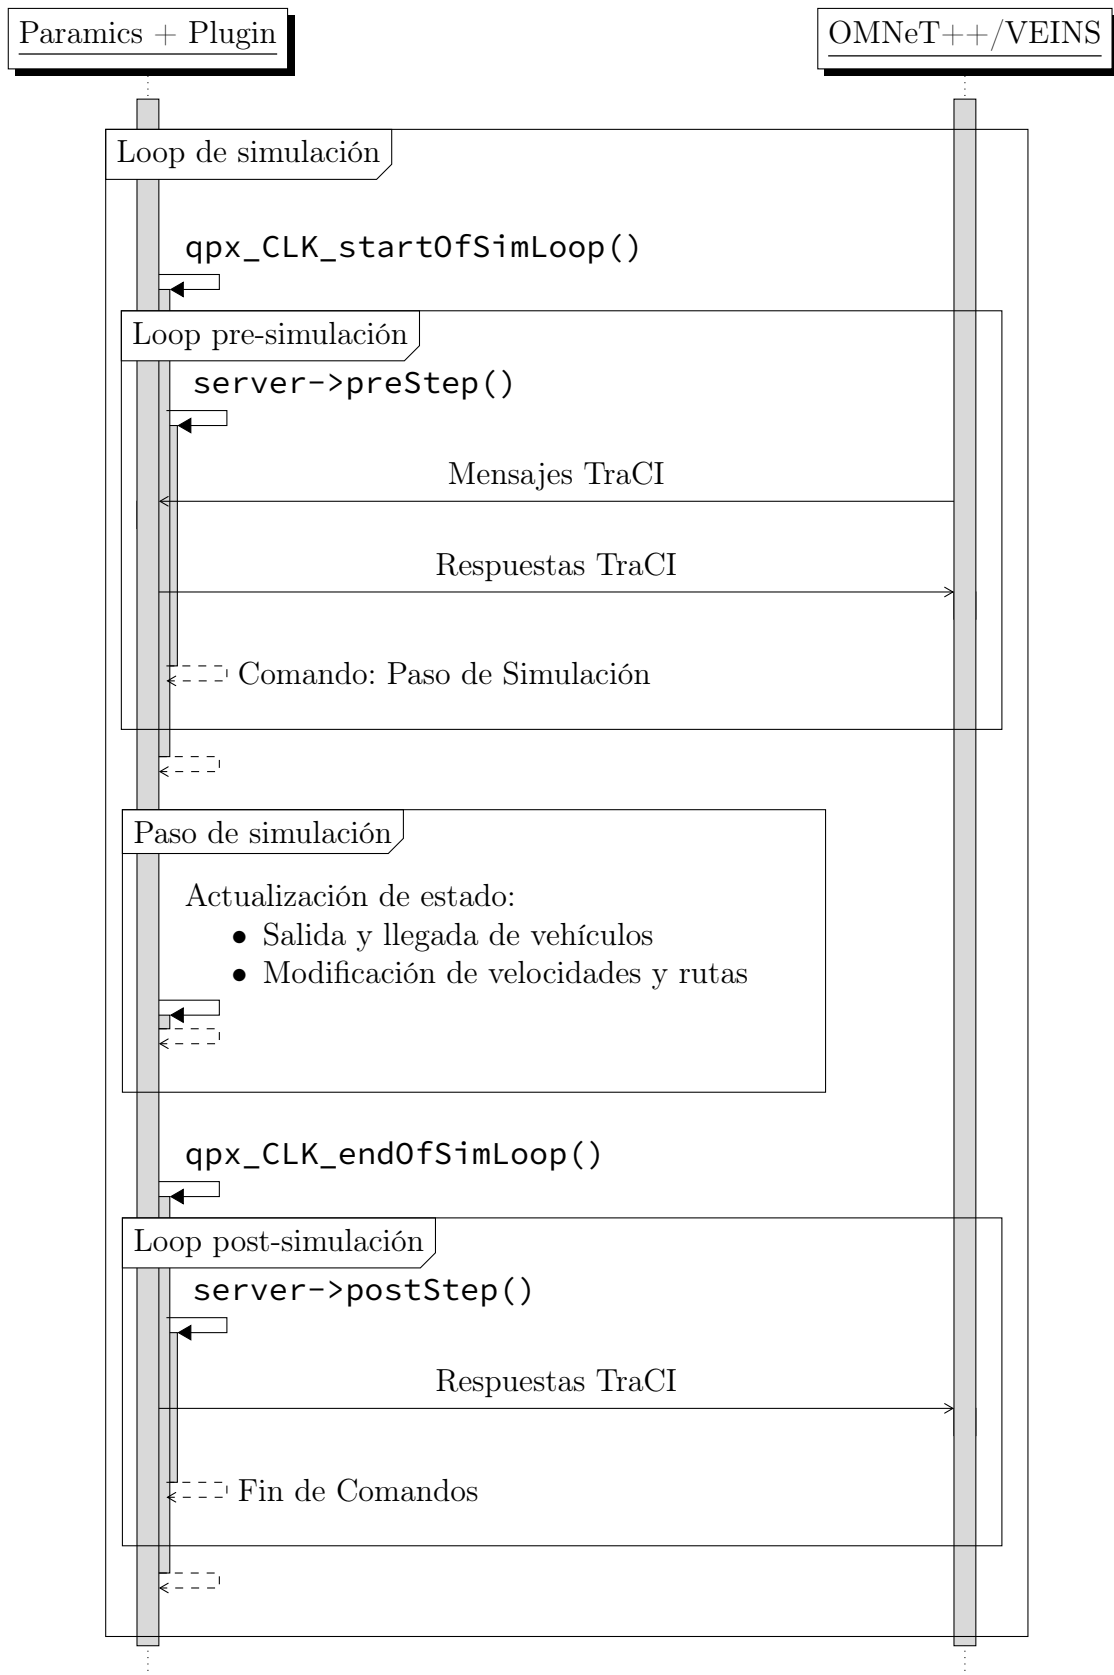 Paramics + Plugin
OMNeT++/VEINS
Loop de simulación
qpx_CLK_startOfSimLoop()
Loop pre-simulación
server->preStep()
Mensajes TraCI
Respuestas TraCI
Comando: Paso de Simulación
Paso de simulación
Actualización de estado:
• Salida y llegada de vehículos
• Modificación de velocidades y rutas
qpx_CLK_endOfSimLoop()
Loop post-simulación
server->postStep()
Respuestas TraCI
Fin de Comandos